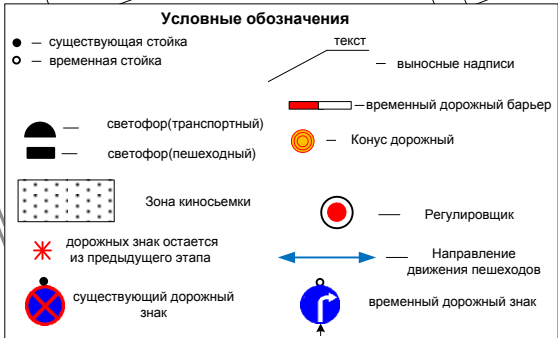 Условные обозначения
— существующая стойка
— временная стойка
текст
— выносные надписи
— светофор(транспортный)
— светофор(пешеходный)
— временный дорожный барьер
— Конус дорожный
Зона киносьемки
— Регулировщик
— дорожных знак остается
из предыдущего этапа
— Направление
движения пешеходов
существующий дорожный
знак
— временный дорожный знак